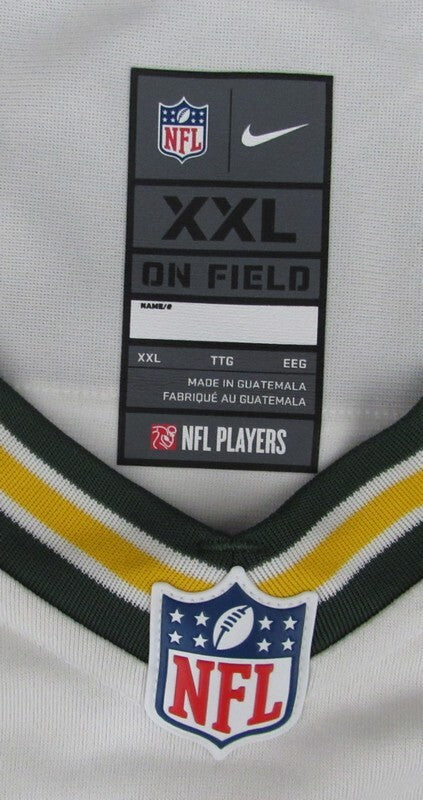 NFL
XXL
ON FIELD
NAME/#
XXL TTG EEG
MADE IN GUATEMALA
FABRIQUÉ AU GUATEMALA
NFL PLAYERS
NFL